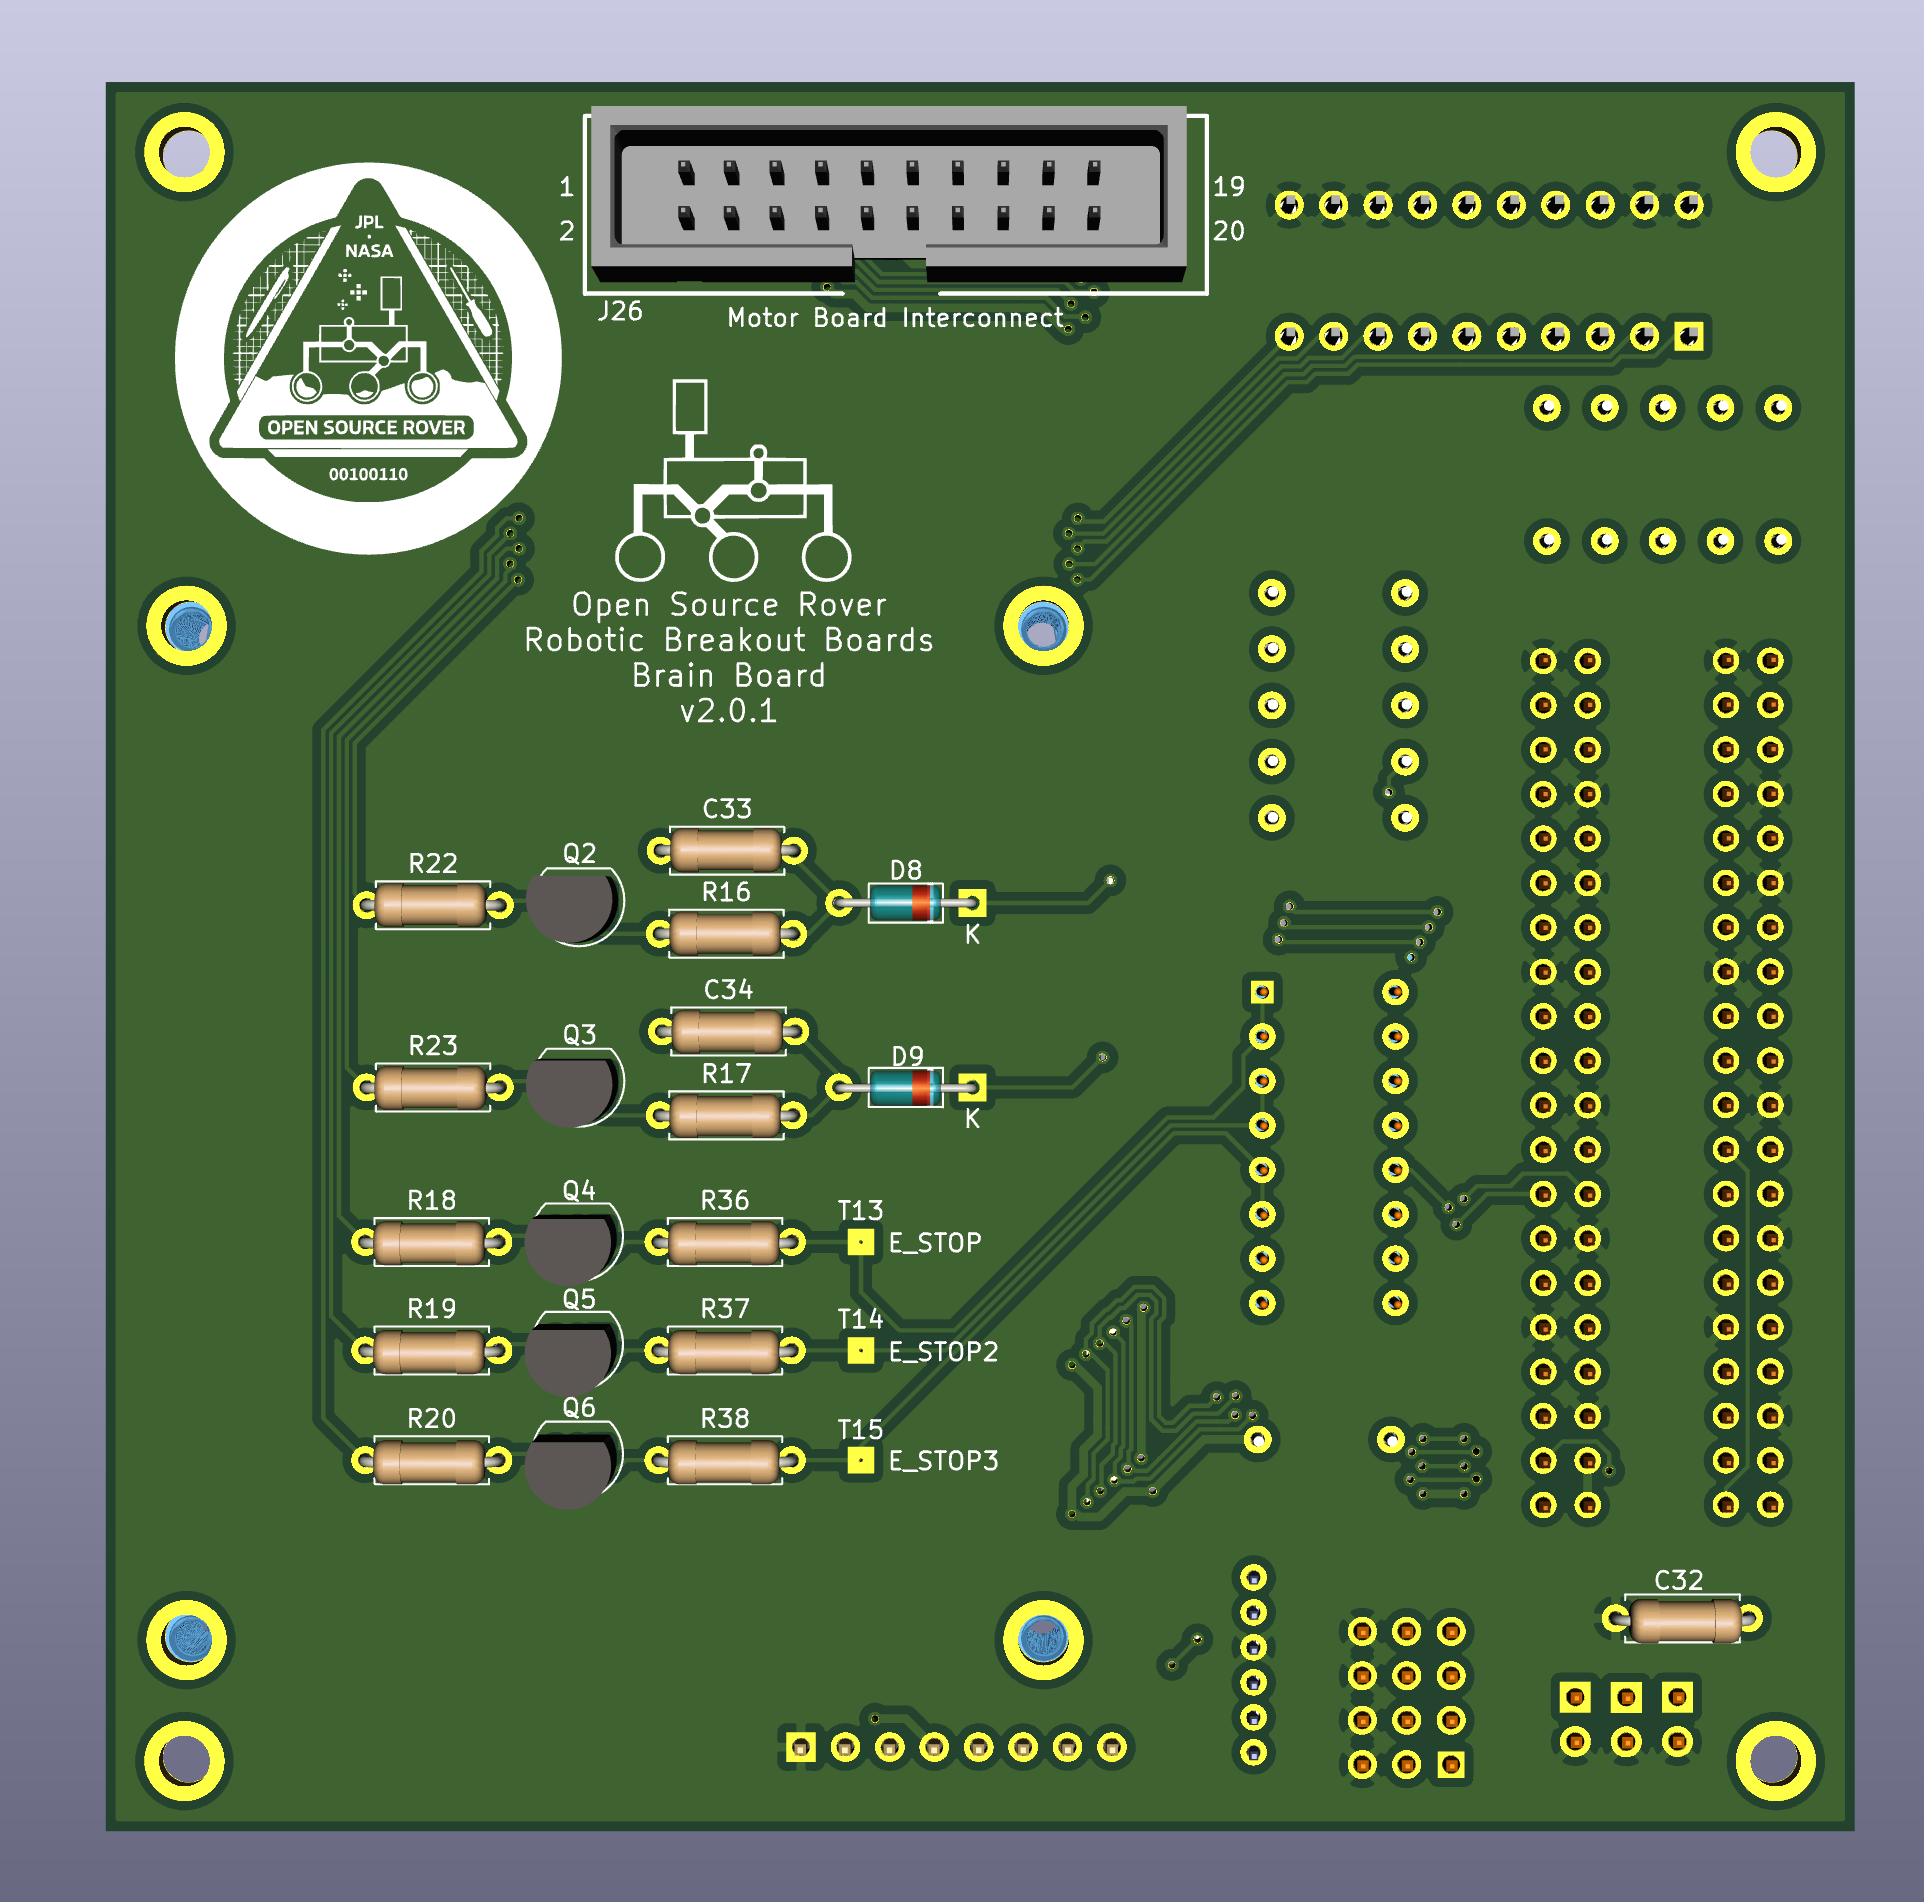 JPL
NASA
OPEN SOURCE ROVER
00100110
1
2
19
20
J26
Motor Board Interconnect
Open Source Rover
Robotic Breakout Boards
Brain Board
v2.0.1
C33
R22
Q2
R16
D8
K
C34
R23
Q3
R17
D9
K
R18
Q4
R36
T13
E_STOP
R19
Q5
R37
T14
E_STOP2
R20
Q6
R38
T15
E_STOP3
C32